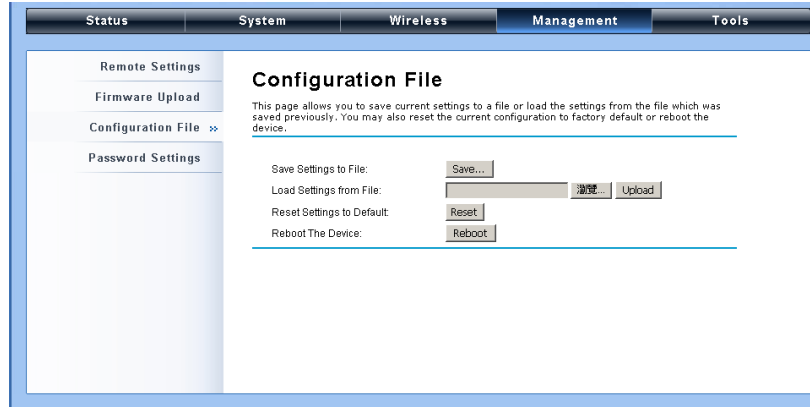 Status System Wireless Management Tools
Remote Settings
Firmware Upload
Configuration File »
Password Settings
Configuration File
This page allows you to save current settings to a file or load the settings from the file which was
saved previously. You may also reset the current configuration to factory default or reboot the
device.
Save Settings to File: Save...
Load Settings from File: 瀏覽... Upload
Reset Settings to Default: Reset
Reboot The Device: Reboot